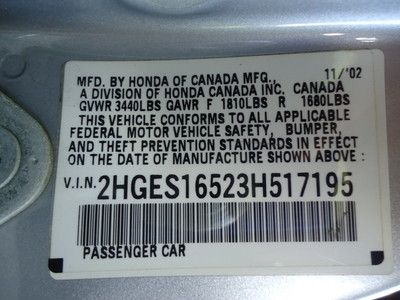 11/'02
MFD. BY HONDA OF CANADA MFG.,
A DIVISION OF HONDA CANADA INC. CANADA
GVWR 3440LBS GAWR F 1810LBS R 1680LBS
THIS VEHICLE CONFORMS TO ALL APPLICABLE
FEDERAL MOTOR VEHICLE SAFETY, BUMPER,
AND THEFT PREVENTION STANDARDS IN EFFECT
ON THE DATE OF MANUFACTURE SHOWN ABOVE:
V.I.N. 2HGES16523H517195
PASSENGER CAR